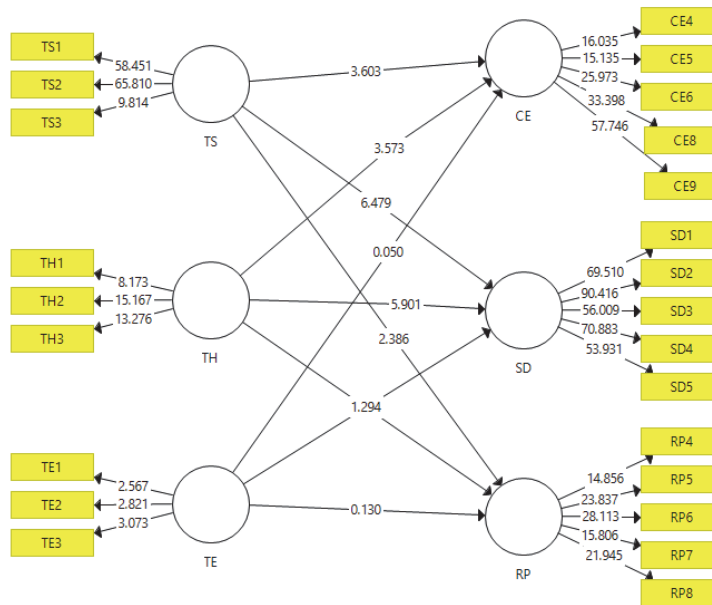 TS1
TS2
TS3
58.451
65.810
9.814
TS
3.603
3.573
6.479
0.050
CE
16.035
15.135
25.973
33.398
57.746
CE4
CE5
CE6
CE8
CE9
TH1
TH2
TH3
8.173
15.167
13.276
TH
5.901
2.386
1.294
SD
69.510
90.416
56.009
70.883
53.931
SD1
SD2
SD3
SD4
SD5
TE1
TE2
TE3
2.567
2.821
3.073
TE
0.130
RP
14.856
23.837
28.113
15.806
21.945
RP4
RP5
RP6
RP7
RP8